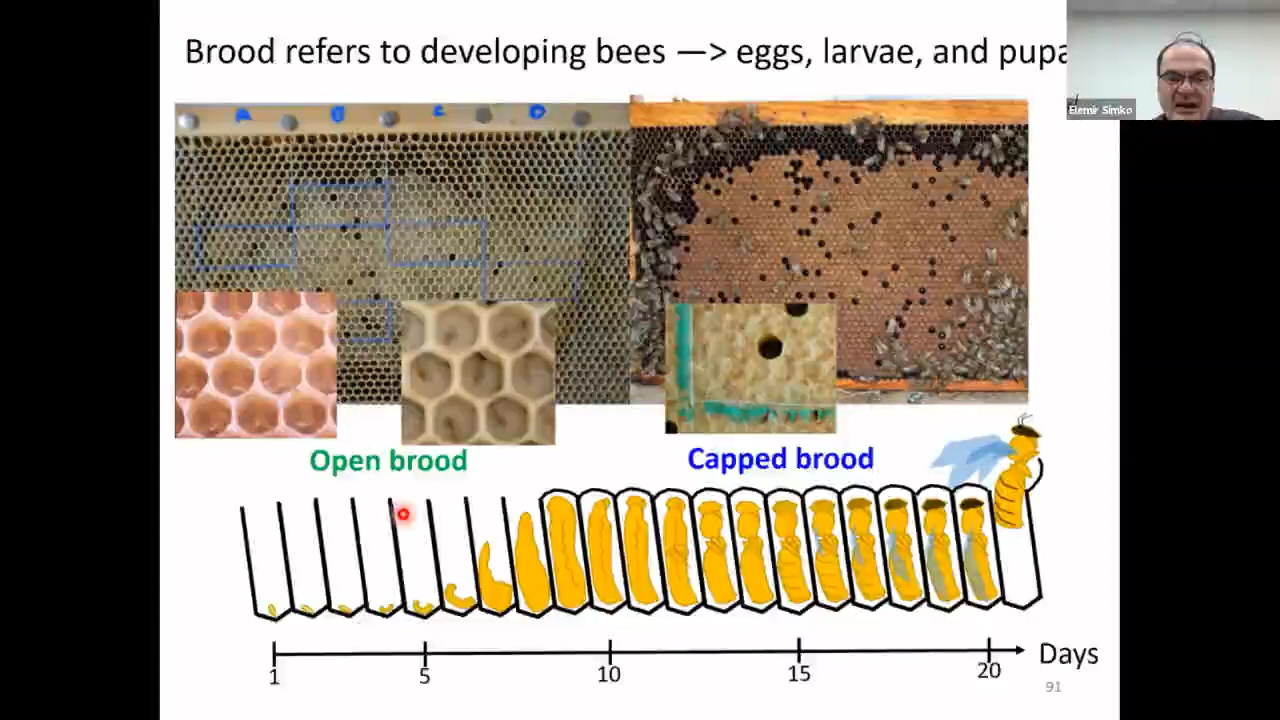 Brood refers to developing bees —> eggs, larvae, and pupa
Elemir Simko
A B C D
Open brood
Capped brood
1 5 10 15 20 Days
91